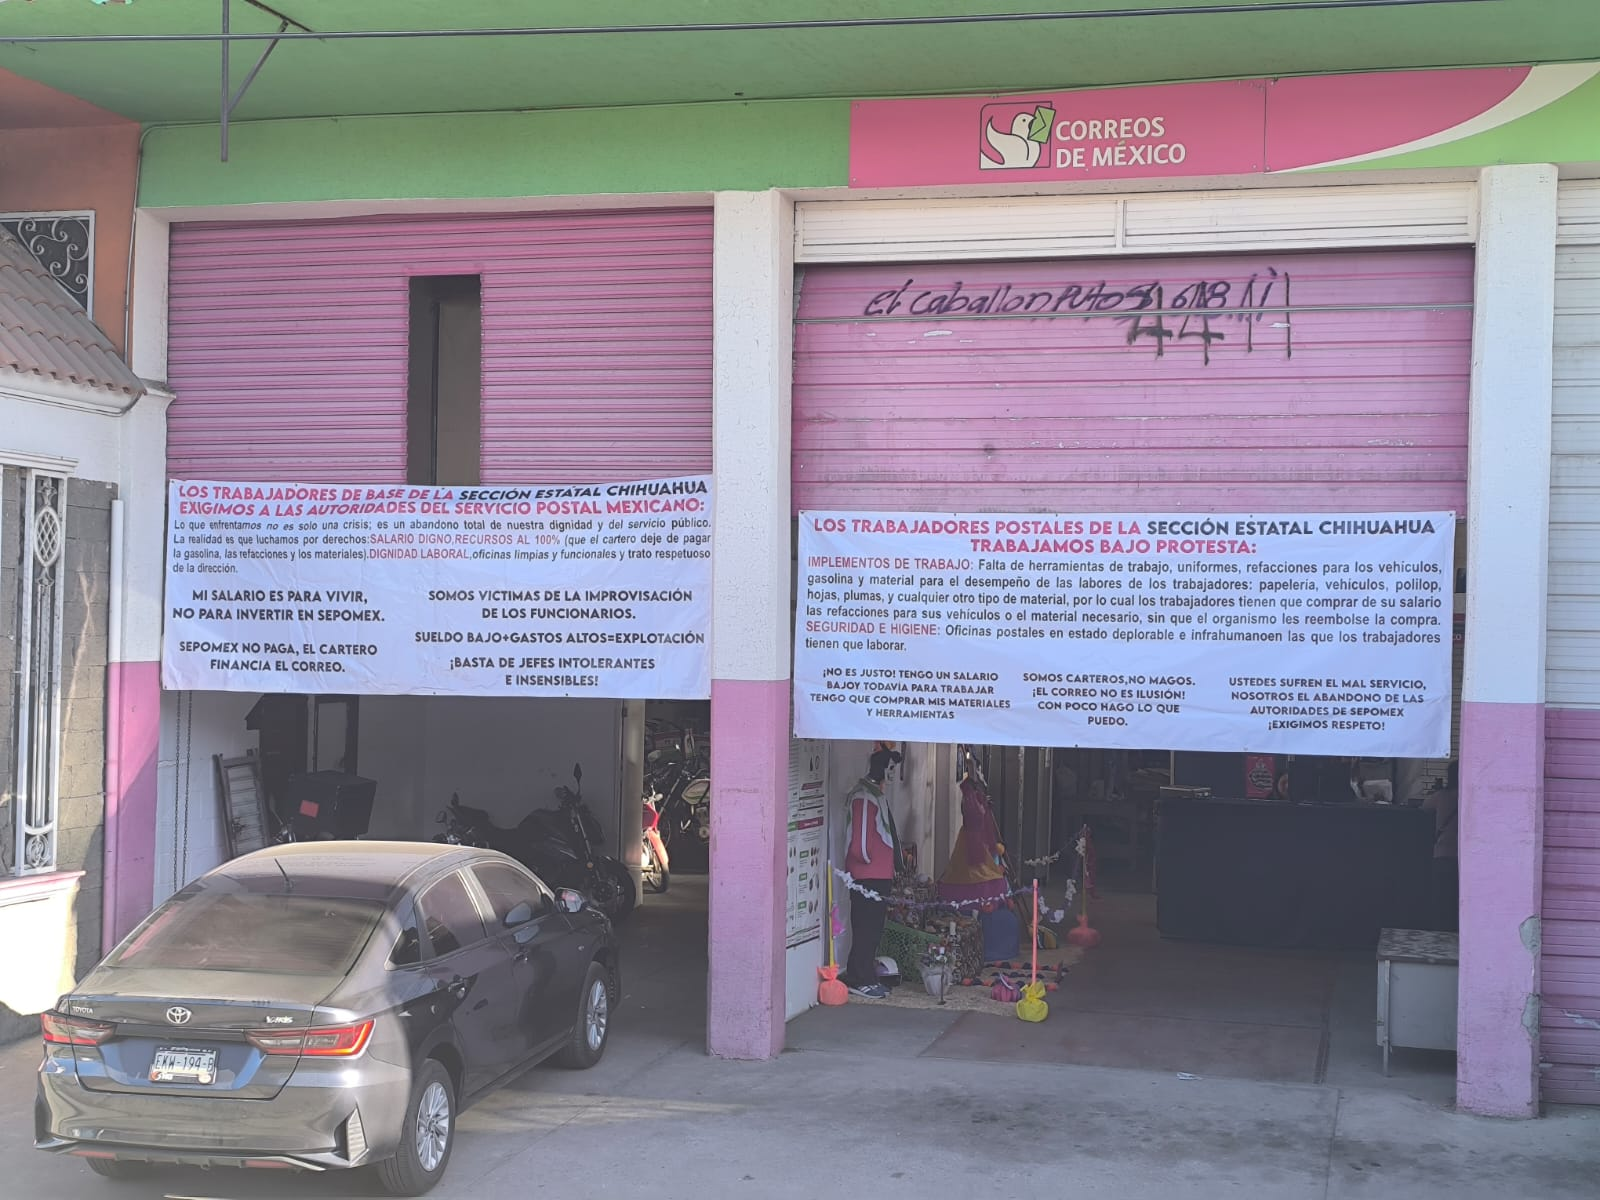 CORREOS
DE MÉXICO
LOS TRABAJADORES DE BASE DE LA SECCIÓN ESTATAL CHIHUAHUA
EXIGIMOS A LAS AUTORIDADES DEL SERVICIO POSTAL MEXICANO:
Lo que enfrentamos no es solo una crisis; es un abandono total de nuestra dignidad y del servicio público.
La realidad es que luchamos por derechos:SALARIO DIGNO,RECURSOS AL 100% (que el cartero deje de pagar
la gasolina, las refacciones y los materiales).DIGNIDAD LABORAL,oficinas limpias y funcionales y trato respetuoso
de la dirección.
MI SALARIO ES PARA VIVIR,
NO PARA INVERTIR EN SEPOMEX.
SEPOMEX NO PAGA, EL CARTERO
FINANCIA EL CORREO.
SOMOS VICTIMAS DE LA IMPROVISACIÓN
DE LOS FUNCIONARIOS.
SUELDO BAJO+GASTOS ALTOS=EXPLOTACIÓN
¡BASTA DE JEFES INTOLERANTES
E INSENSIBLES!
LOS TRABAJADORES POSTALES DE LA SECCIÓN ESTATAL CHIHUAHUA
TRABAJAMOS BAJO PROTESTA:
IMPLEMENTOS DE TRABAJO: Falta de herramientas de trabajo, uniformes, refacciones para los vehículos,
gasolina y material para el desempeño de las labores de los trabajadores: papelería, vehículos, polilop,
hojas, plumas, y cualquier otro tipo de material, por lo cual los trabajadores tienen que comprar de su salario
las refacciones para sus vehículos o el material necesario, sin que el organismo les reembolse la compra.
SEGURIDAD E HIGIENE: Oficinas postales en estado deplorable e infrahumanoen las que los trabajadores
tienen que laborar.
¡NO ES JUSTO! TENGO UN SALARIO
BAJOY TODAVÍA PARA TRABAJAR
TENGO QUE COMPRAR MIS MATERIALES
Y HERRAMIENTAS
SOMOS CARTEROS,NO MAGOS.
¡EL CORREO NO ES ILUSIÓN!
CON POCO HAGO LO QUE
PUEDO.
USTEDES SUFREN EL MAL SERVICIO,
NOSOTROS EL ABANDONO DE LAS
AUTORIDADES DE SEPOMEX
¡EXIGIMOS RESPETO!
el caballon putos
TOYOTA
YARIS
EKW-194-B